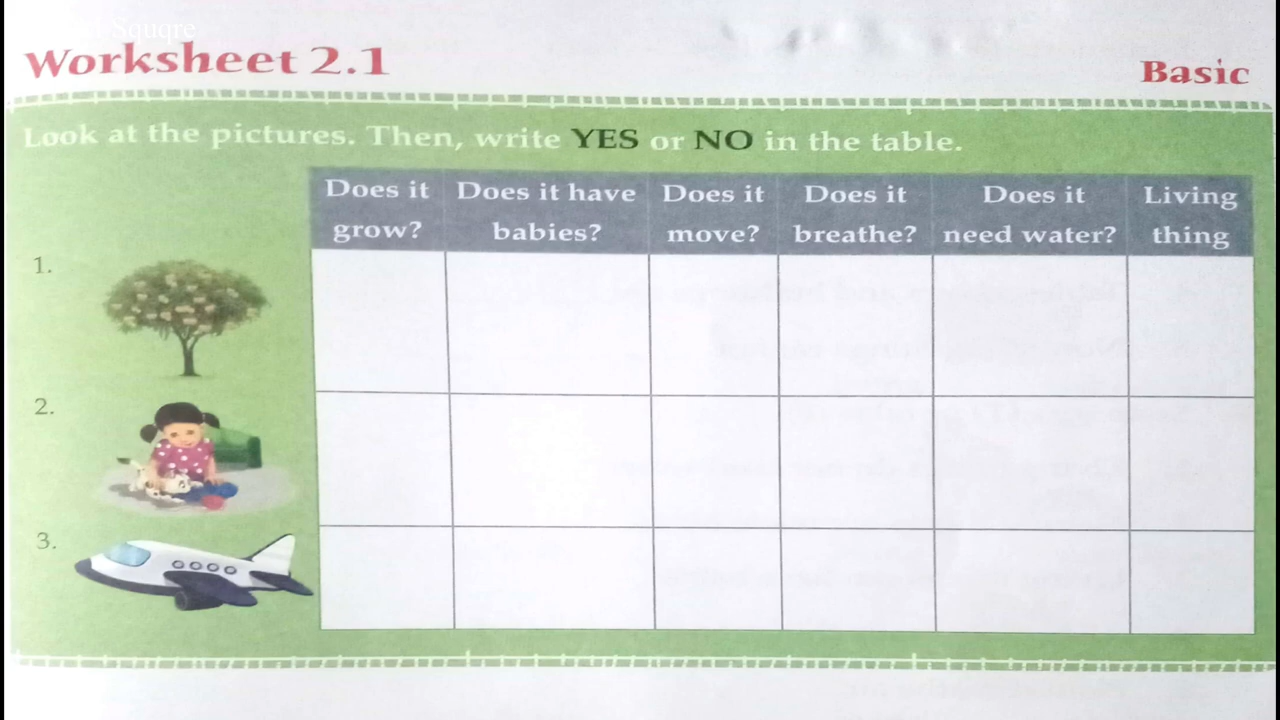 Squqre
Worksheet 2.1
Basic
Look at the pictures. Then, write YES or NO in the table.
Does it grow?
Does it have babies?
Does it move?
Does it breathe?
Does it need water?
Living thing
1.
2.
3.